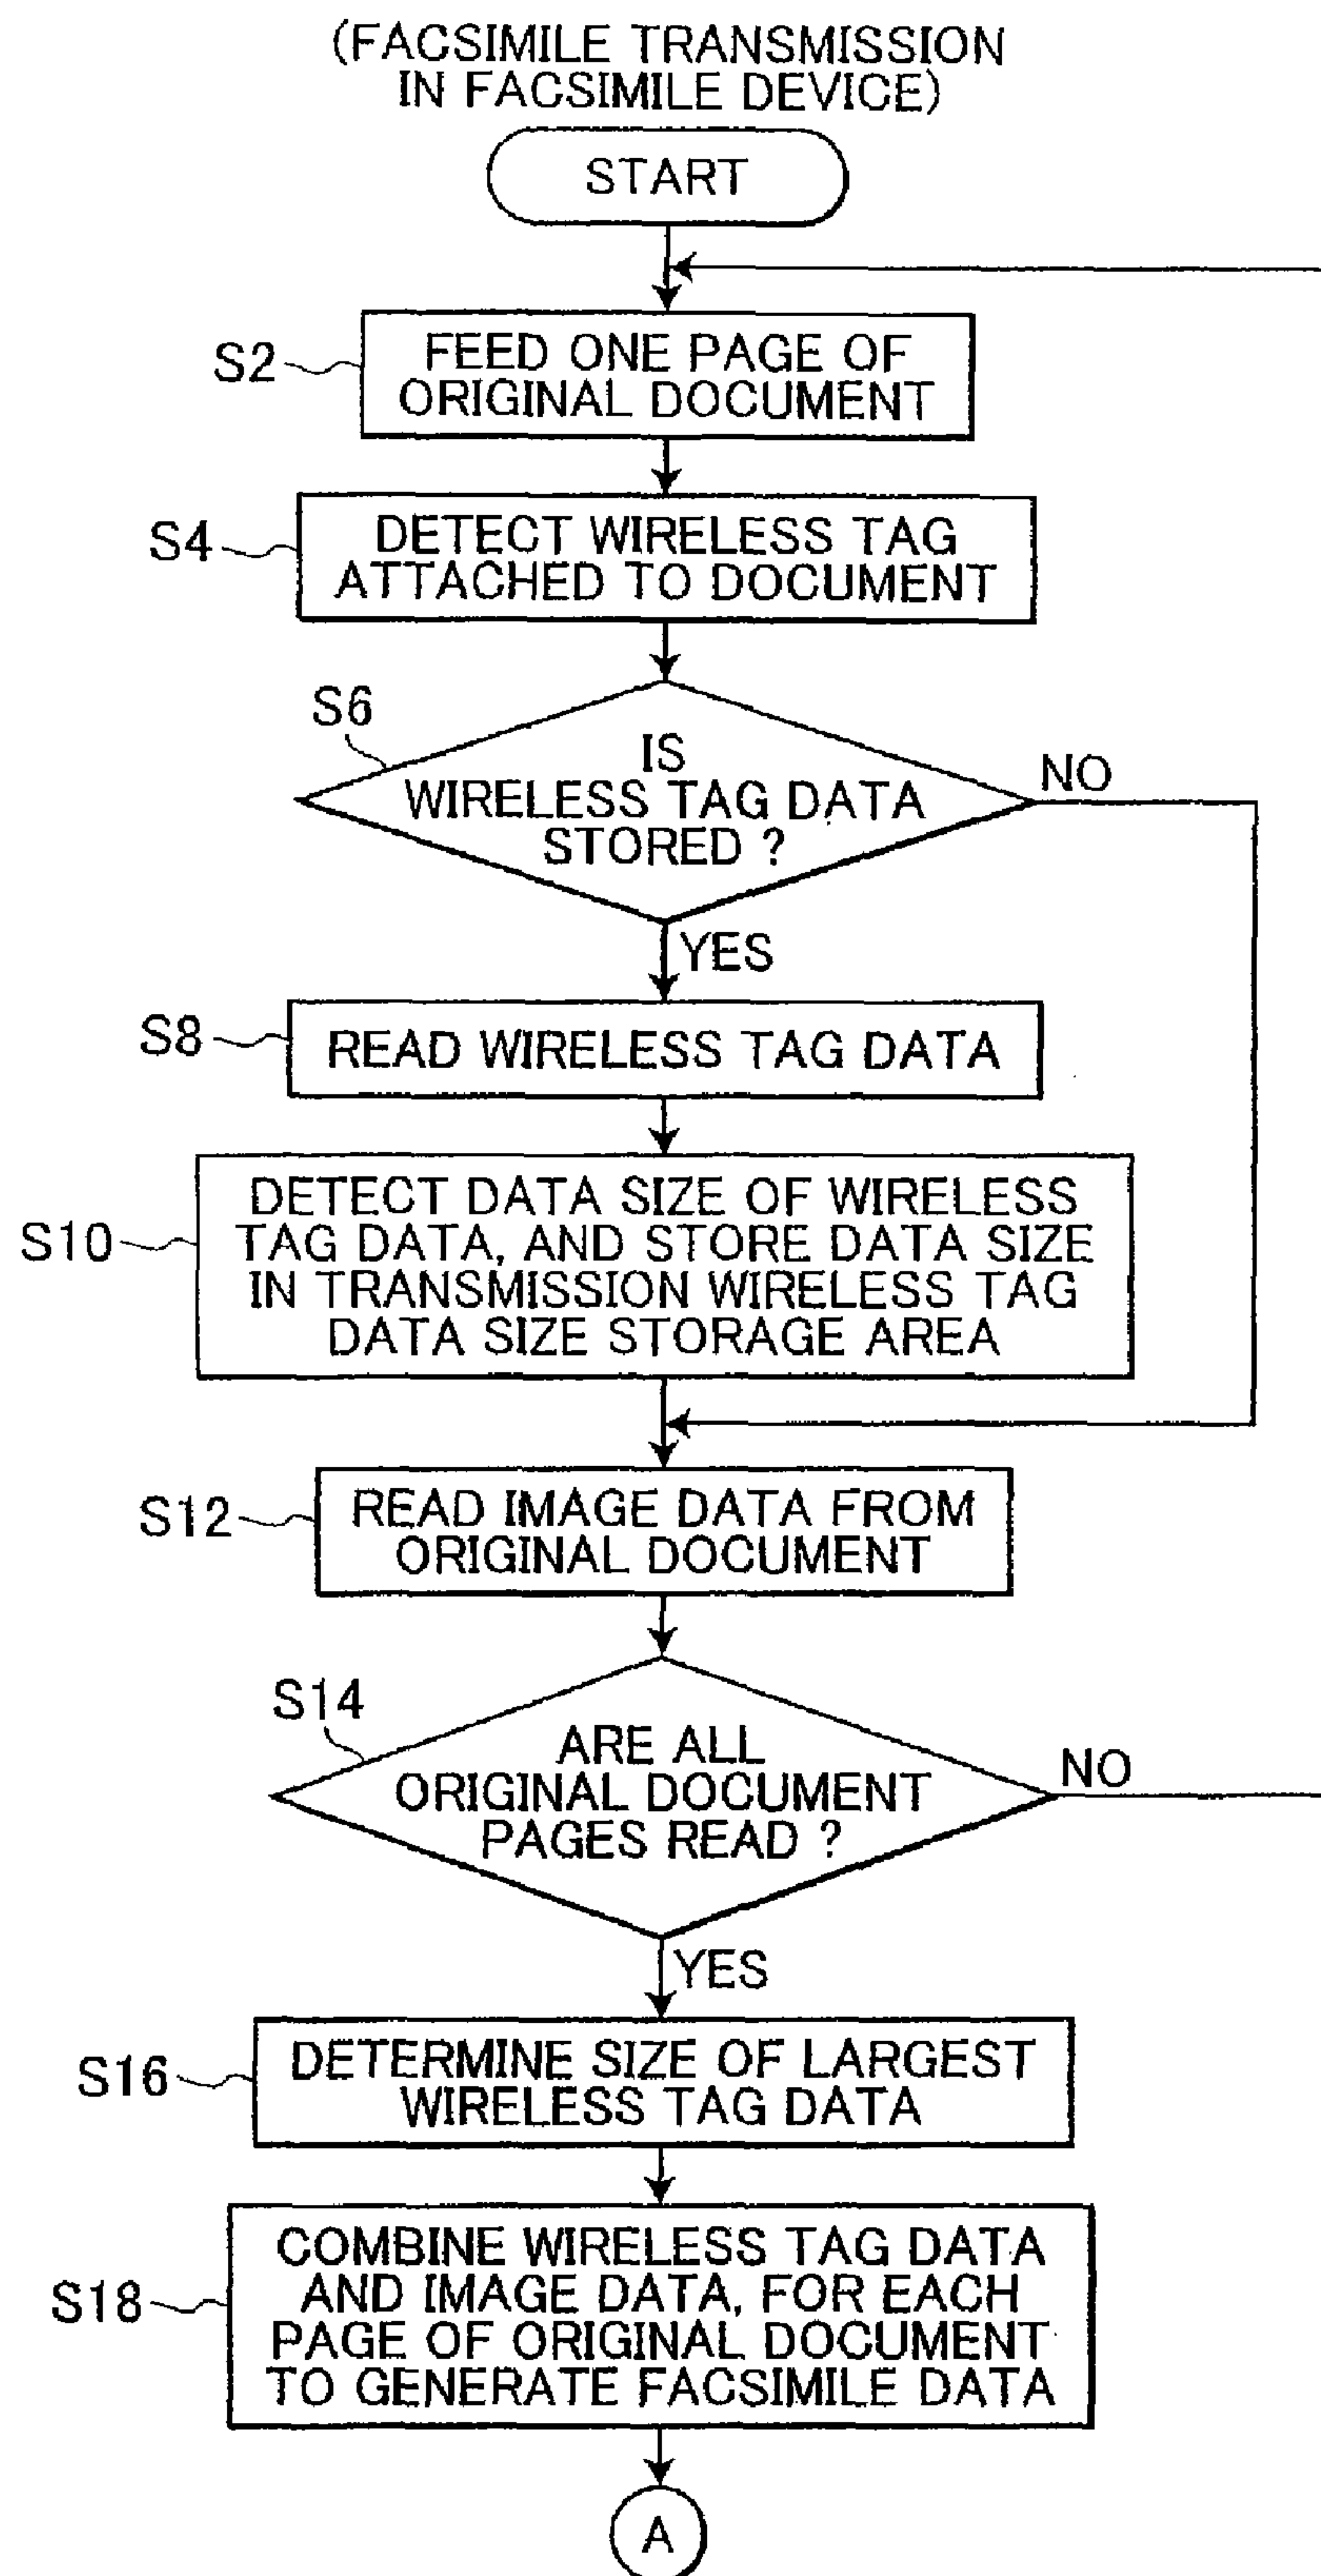 (FACSIMILE TRANSMISSION
IN FACSIMILE DEVICE)
START
S2
FEED ONE PAGE OF
ORIGINAL DOCUMENT
S4
DETECT WIRELESS TAG
ATTACHED TO DOCUMENT
S6
IS
WIRELESS TAG DATA
STORED ?
NO
YES
S8
READ WIRELESS TAG DATA
S10
DETECT DATA SIZE OF WIRELESS
TAG DATA, AND STORE DATA SIZE
IN TRANSMISSION WIRELESS TAG
DATA SIZE STORAGE AREA
S12
READ IMAGE DATA FROM
ORIGINAL DOCUMENT
S14
ARE ALL
ORIGINAL DOCUMENT
PAGES READ ?
NO
YES
S16
DETERMINE SIZE OF LARGEST
WIRELESS TAG DATA
S18
COMBINE WIRELESS TAG DATA
AND IMAGE DATA, FOR EACH
PAGE OF ORIGINAL DOCUMENT
TO GENERATE FACSIMILE DATA
A